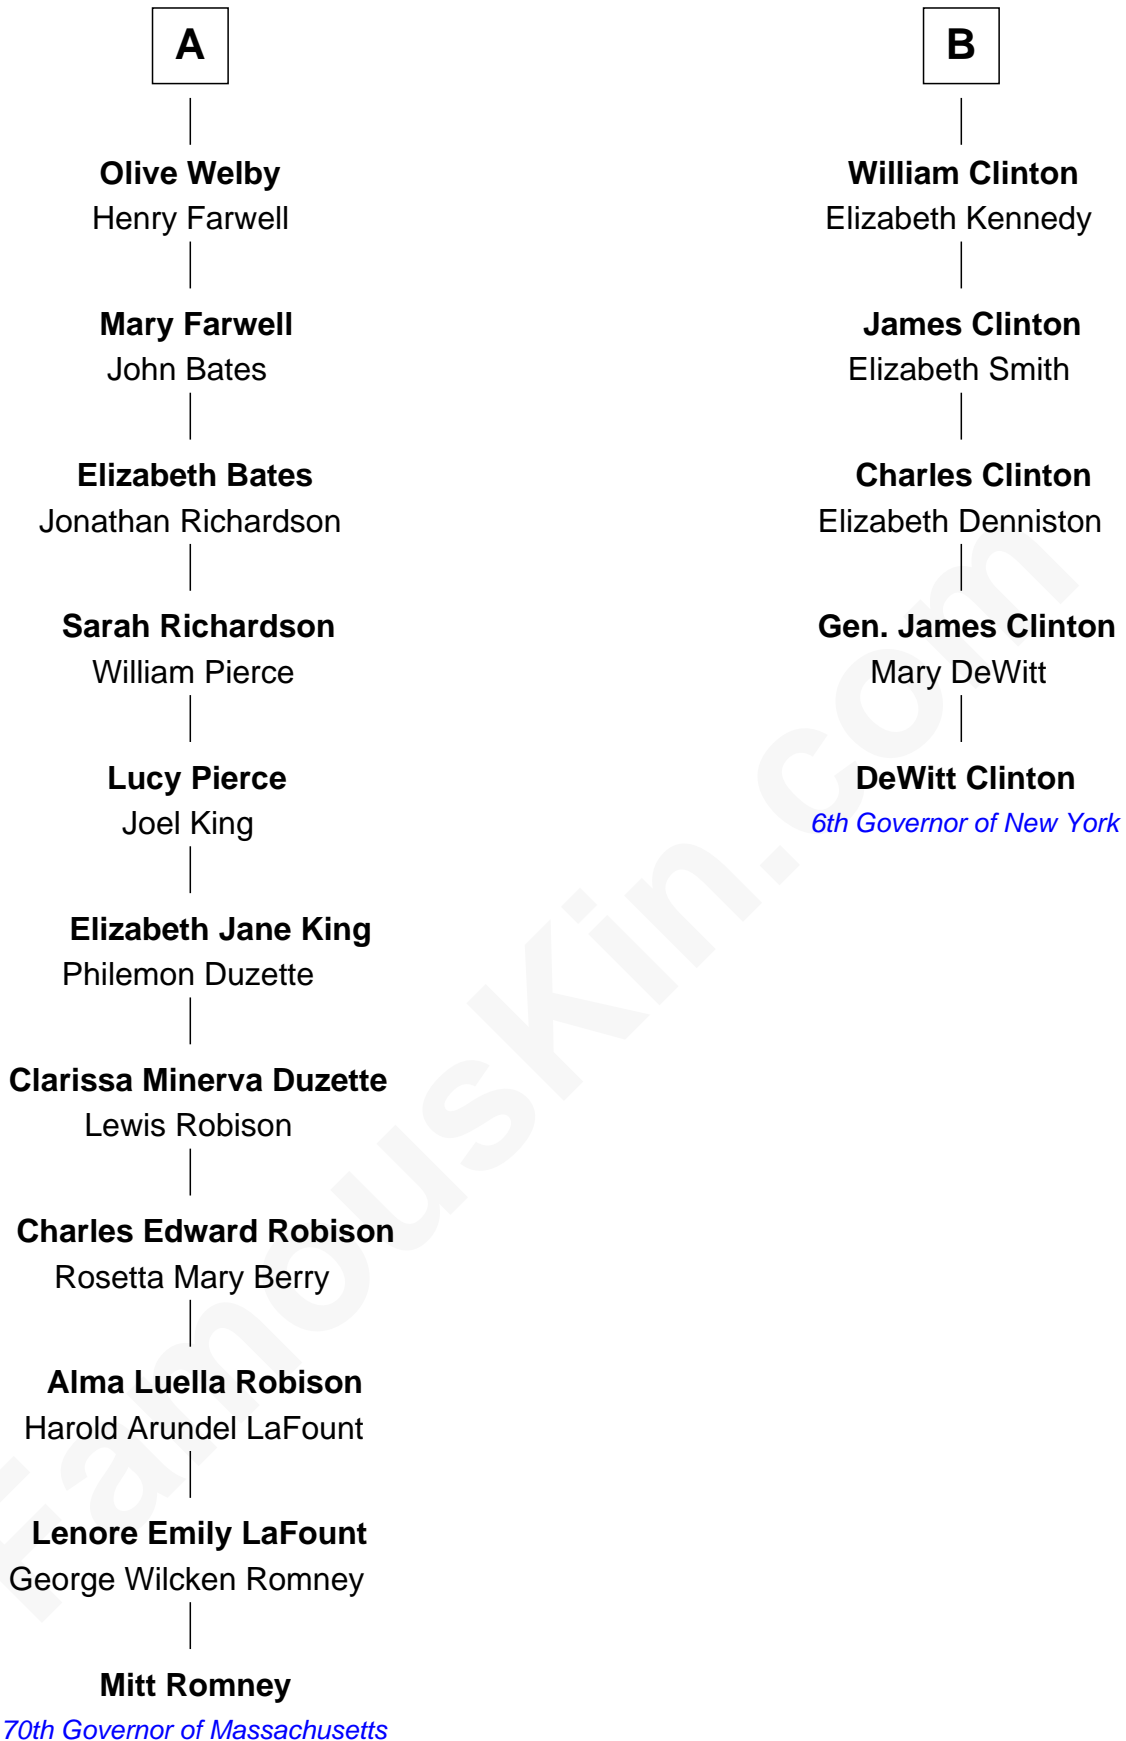 A
Olive Welby
Henry Farwell
Mary Farwell
John Bates
Elizabeth Bates
Jonathan Richardson
Sarah Richardson
William Pierce
Lucy Pierce
Joel King
Elizabeth Jane King
Philemon Duzette
Clarissa Minerva Duzette
Lewis Robison
Charles Edward Robison
Rosetta Mary Berry
Alma Luella Robison
Harold Arundel LaFount
Lenore Emily LaFount
George Wilcken Romney
Mitt Romney
70th Governor of Massachusetts
B
William Clinton
Elizabeth Kennedy
James Clinton
Elizabeth Smith
Charles Clinton
Elizabeth Denniston
Gen. James Clinton
Mary DeWitt
DeWitt Clinton
6th Governor of New York
FamousKin.com